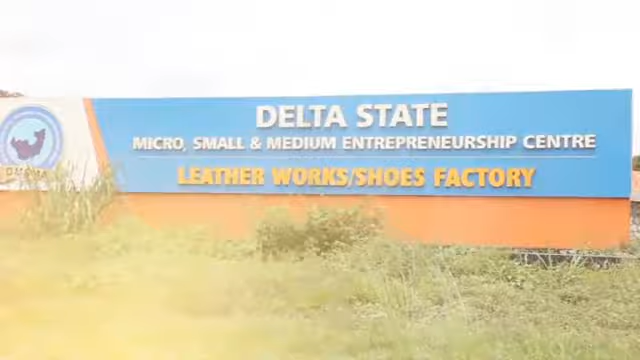 DELTA STATE
MICRO, SMALL & MEDIUM ENTREPRENEURSHIP CENTRE
LEATHER WORKS/SHOES FACTORY